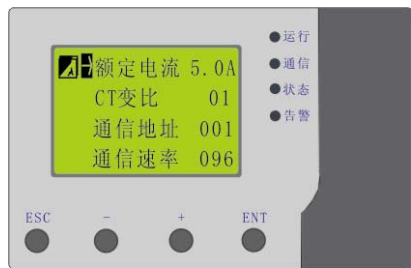 额定电流 5.0A
CT变比 01
通信地址 001
通信速率 096
运行
通信
状态
告警
ESC - + ENT